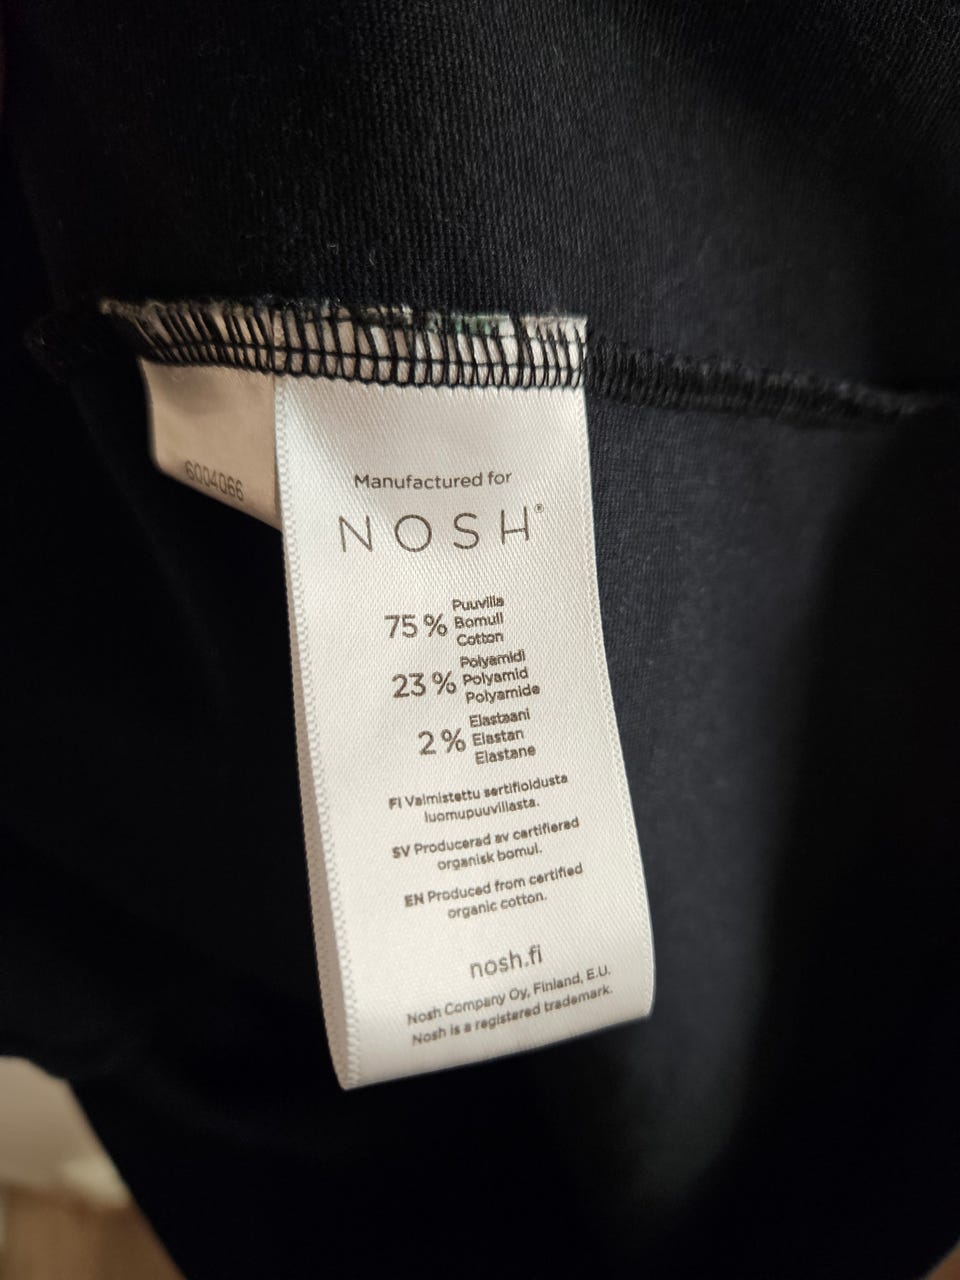 6004066
Manufactured for
NOSH®
75% Puuvilla
Bomull
Cotton
23% Polyamidi
Polyamid
Polyamide
2% Elastaani
Elastan
Elastane
FI Valmistettu sertifioidusta
luomupuuvillasta.
SV Producerad av certifierad
organisk bomul.
EN Produced from certified
organic cotton.
nosh.fi
Nosh Company Oy, Finland, E.U.
Nosh is a registered trademark.